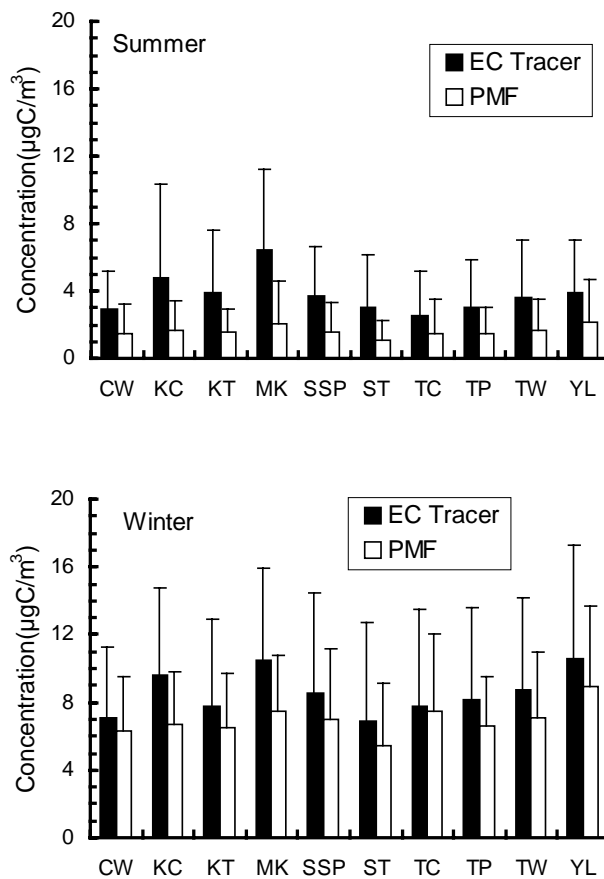 20
Summer
EC Tracer
PMF
16
12
8
4
0
Concentration(µgC/m³)
CW KC KT MK SSP ST TC TP TW YL
20
Winter
EC Tracer
PMF
16
12
8
4
0
Concentration(µgC/m³)
CW KC KT MK SSP ST TC TP TW YL